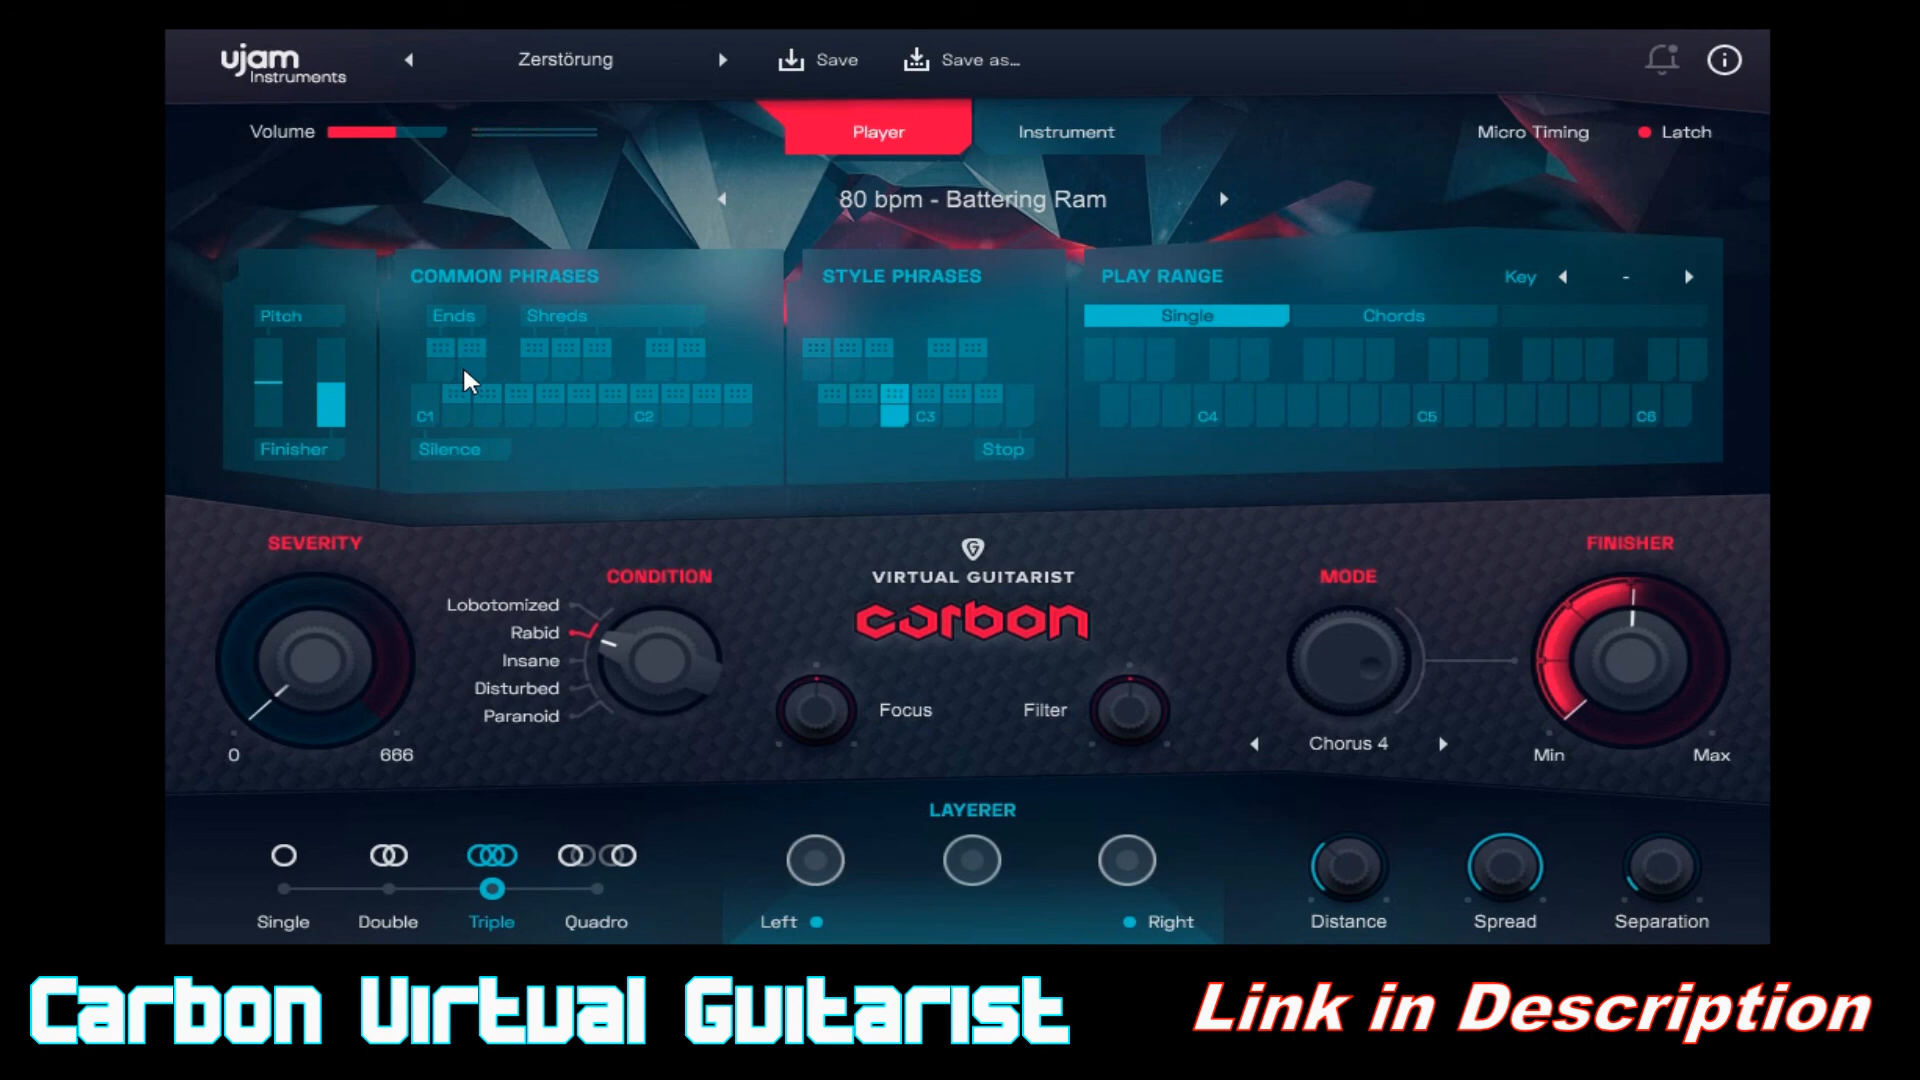 ujam
Instruments
Zerstörung
Save
Save as...
Volume
Player
Instrument
Micro Timing
Latch
80 bpm - Battering Ram
COMMON PHRASES
STYLE PHRASES
PLAY RANGE
Key
-
Pitch
Ends
Shreds
Single
Chords
C1
C2
C3
C4
C5
C6
Finisher
Silence
Stop
SEVERITY
0
666
CONDITION
Lobotomized
Rabid
Insane
Disturbed
Paranoid
VIRTUAL GUITARIST
carbon
Focus
Filter
MODE
Chorus 4
FINISHER
Min
Max
LAYERER
Single
Double
Triple
Quadro
Left
Right
Distance
Spread
Separation
Carbon Virtual Guitarist
Link in Description